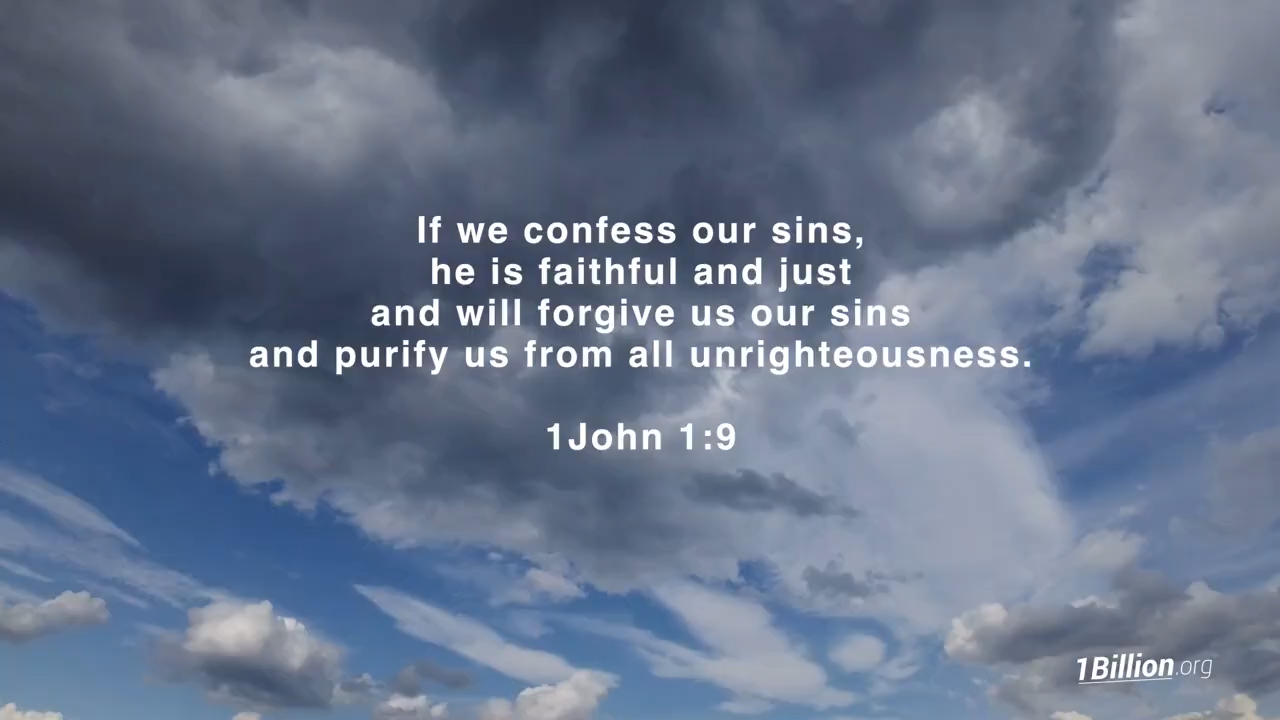 If we confess our sins,
he is faithful and just
and will forgive us our sins
and purify us from all unrighteousness.
1John 1:9
1Billion.org